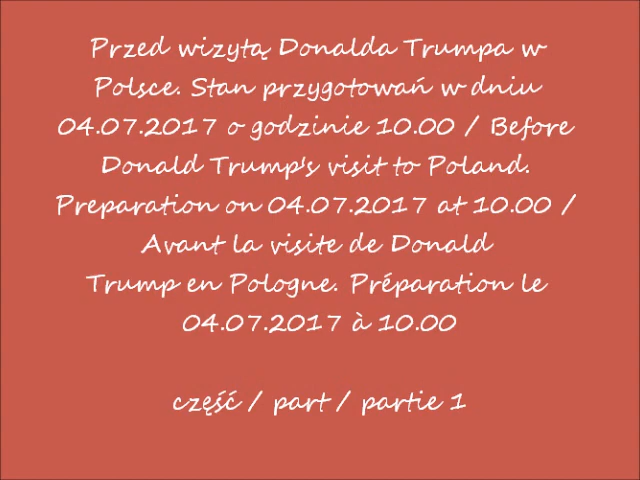 Przed wizytą Donalda Trumpa w
Polsce. Stan przygotowań w dniu
04.07.2017 o godzinie 10.00 / Before
Donald Trump's visit to Poland.
Preparation on 04.07.2017 at 10.00 /
Avant la visite de Donald
Trump en Pologne. Préparation le
04.07.2017 à 10.00
część / part / partie 1